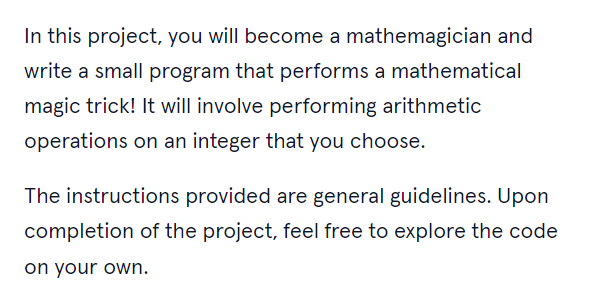 In this project, you will become a mathemagician and
write a small program that performs a mathematical
magic trick! It will involve performing arithmetic
operations on an integer that you choose.
The instructions provided are general guidelines. Upon
completion of the project, feel free to explore the code
on your own.